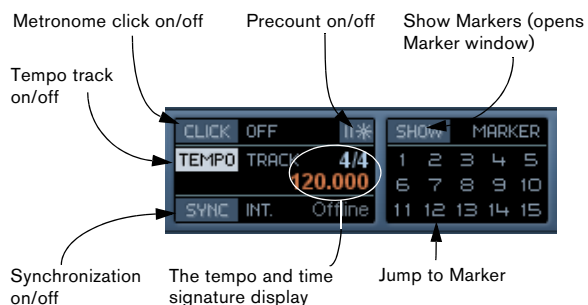 Metronome click on/off
Precount on/off
Show Markers (opens
Marker window)
Tempo track
on/off
CLICK OFF
SHOW MARKER
TEMPO TRACK 4/4
120.000
1 2 3 4 5
6 7 8 9 10
SYNC INT. Offline
11 12 13 14 15
Synchronization
on/off
The tempo and time
signature display
Jump to Marker